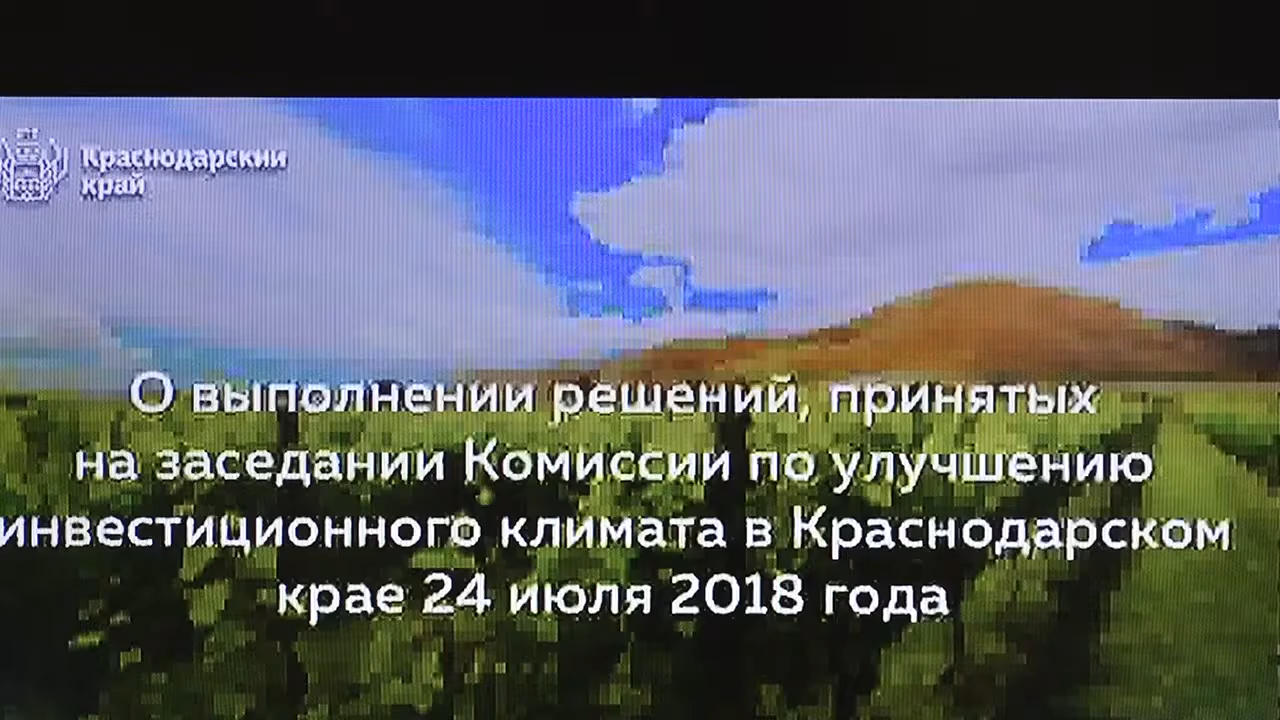 Краснодарский
край
О выполнении решений, принятых
на заседании Комиссии по улучшению
инвестиционного климата в Краснодарском
крае 24 июля 2018 года